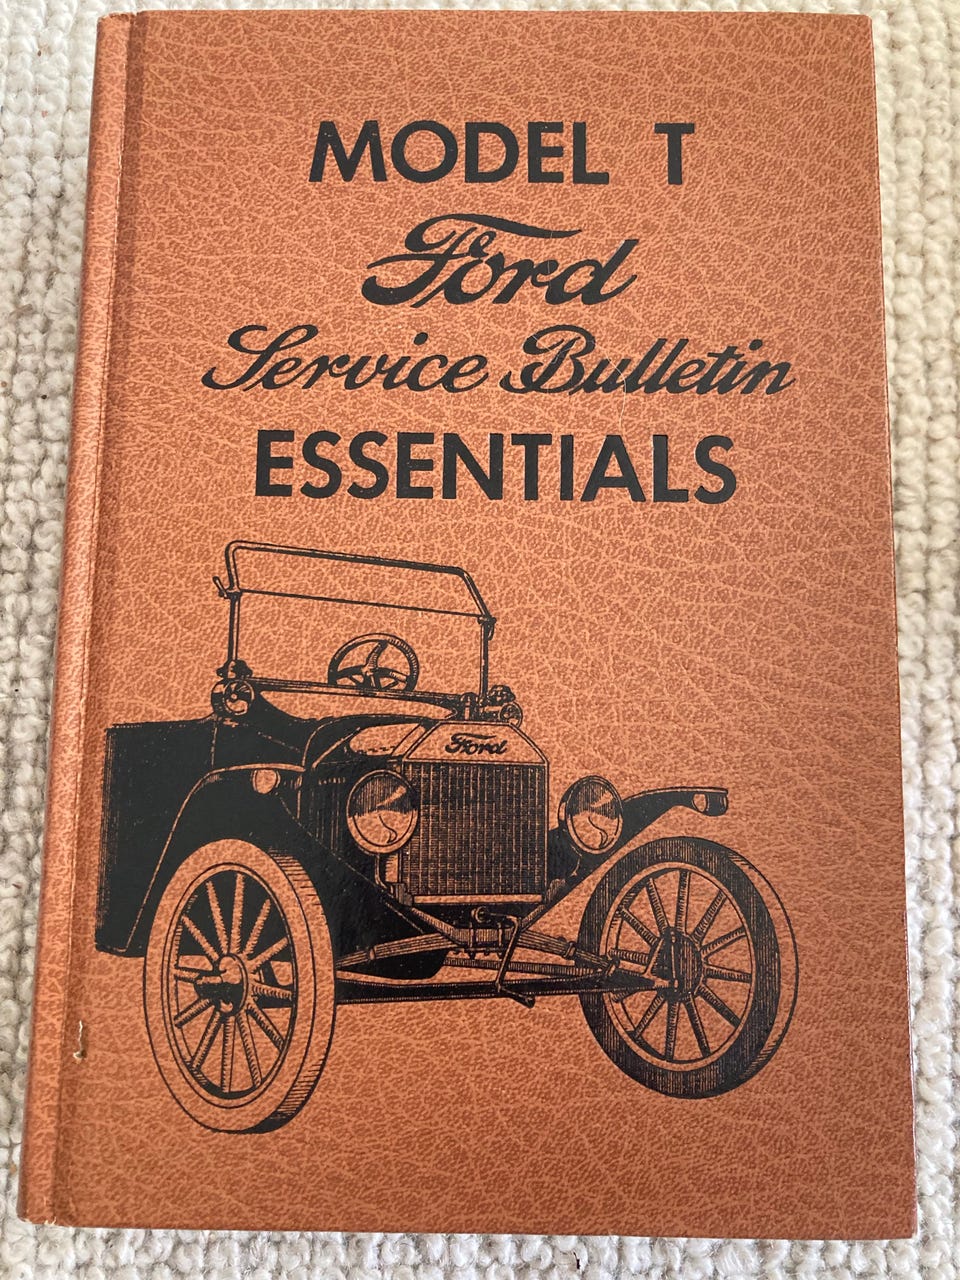 MODEL T
Ford
Service Bulletin
ESSENTIALS
Ford